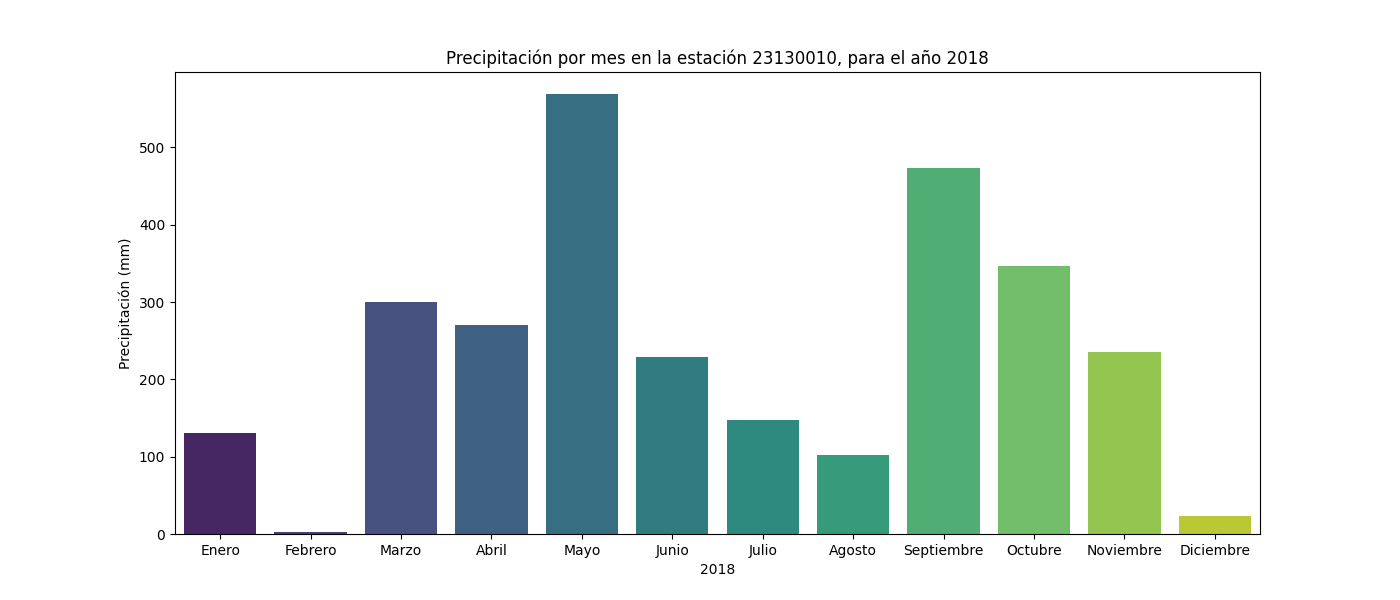 Precipitación por mes en la estación 23130010, para el año 2018
Precipitación (mm)
500
400
300
200
100
0
Enero Febrero Marzo Abril Mayo Junio Julio Agosto Septiembre Octubre Noviembre Diciembre
2018